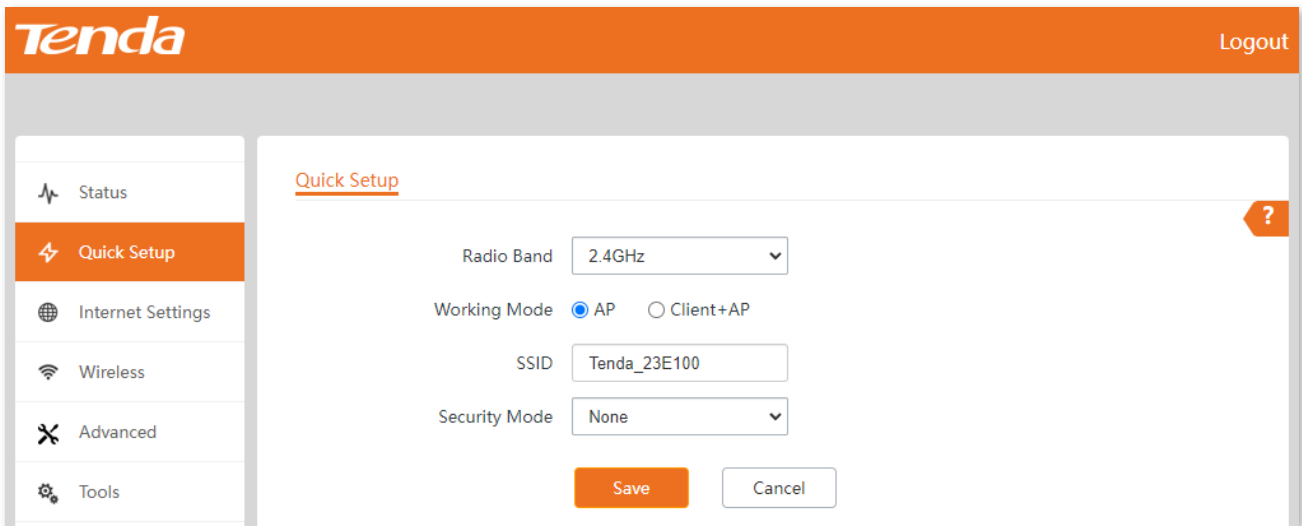 Tenda
Logout
Status
Quick Setup
Internet Settings
Wireless
Advanced
Tools
Quick Setup
?
Radio Band 2.4GHz
Working Mode AP Client+AP
SSID Tenda_23E100
Security Mode None
Save Cancel